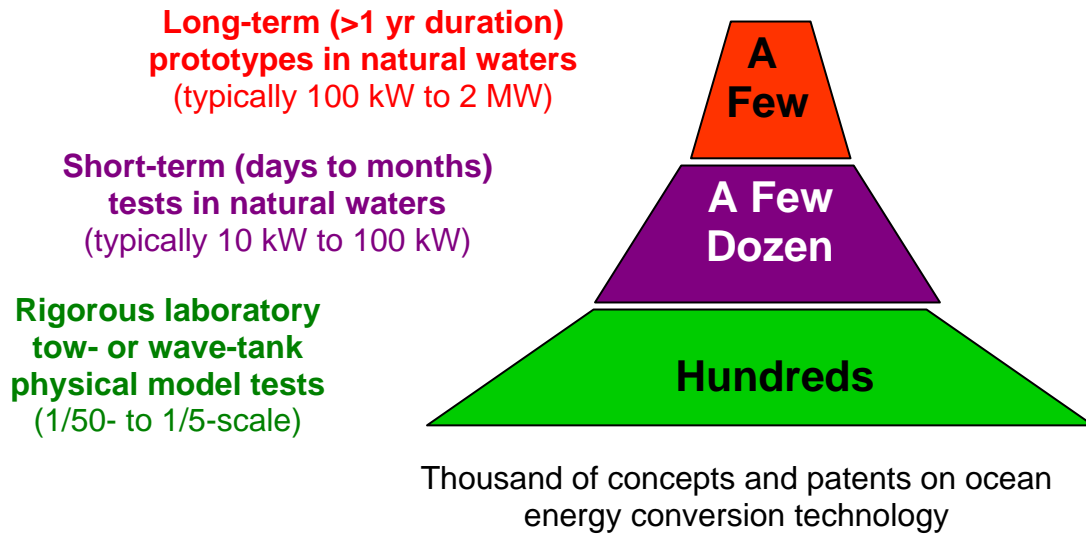 Long-term (>1 yr duration)
prototypes in natural waters
(typically 100 kW to 2 MW)
A
Few
Short-term (days to months)
tests in natural waters
(typically 10 kW to 100 kW)
A Few
Dozen
Rigorous laboratory
tow- or wave-tank
physical model tests
(1/50- to 1/5-scale)
Hundreds
Thousand of concepts and patents on ocean
energy conversion technology